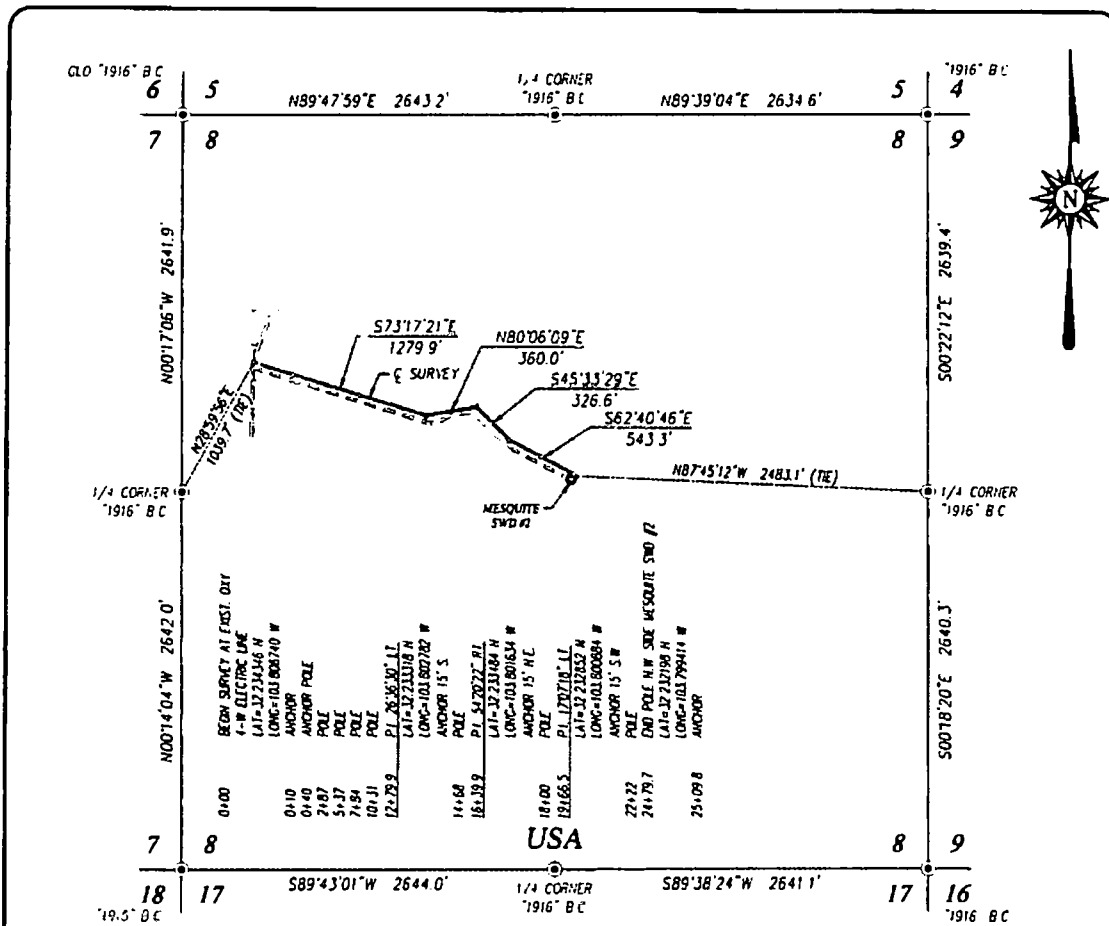 GLO "1916" B C
1/4 CORNER
"1916" B C
"1916" B C
6 5
5 4
N89°47'59"E 2643.2'
N89°39'04"E 2634.6'
7 8
8 9
N
N00°17'06"W 2641.9'
S00°22'12"E 2639.4'
S73°17'21"E
1279.9'
N80°06'09"E
360.0'
℄ SURVEY
S45°33'29"E
326.6'
S62°40'46"E
543.3'
N28°59'56"E
1039.7' (TIE)
N87°45'12"W 2483.1' (TIE)
1/4 CORNER
"1916" B C
1/4 CORNER
"1916" B C
MESQUITE
SWD #2
N00°14'04"W 2642.0'
S00°18'20"E 2640.3'
0+00 BEGIN SURVEY AT EXIST. OXY
4-W ELECTRIC LINE
LAT=32.234346 N
LONG=103.806740 W
0+10 ANCHOR
0+40 ANCHOR POLE
2+87 POLE
5+37 POLE
7+84 POLE
10+31 POLE
12+79.9 P.I. 26°36'30" LT
LAT=32.233318 N
LONG=103.802782 W
ANCHOR 15' S.
14+68 POLE
16+39.9 P.I. 54°20'22" RT
LAT=32.233484 N
LONG=103.801634 W
ANCHOR 15' N.E.
18+00 POLE
19+66.5 P.I. 17°07'18" LT
LAT=32.232852 N
LONG=103.800884 W
ANCHOR 15' S.W
22+22 POLE
24+79.7 END POLE N.W. SIDE MESQUITE SWD #2
LAT=32.232198 N
LONG=103.799414 W
25+09.8 ANCHOR
USA
7 8
8 9
S89°43'01"W 2644.0'
S89°38'24"W 2641.1'
18 17
17 16
1/4 CORNER
"1916" B C
"19.5" B C
"1916 B C